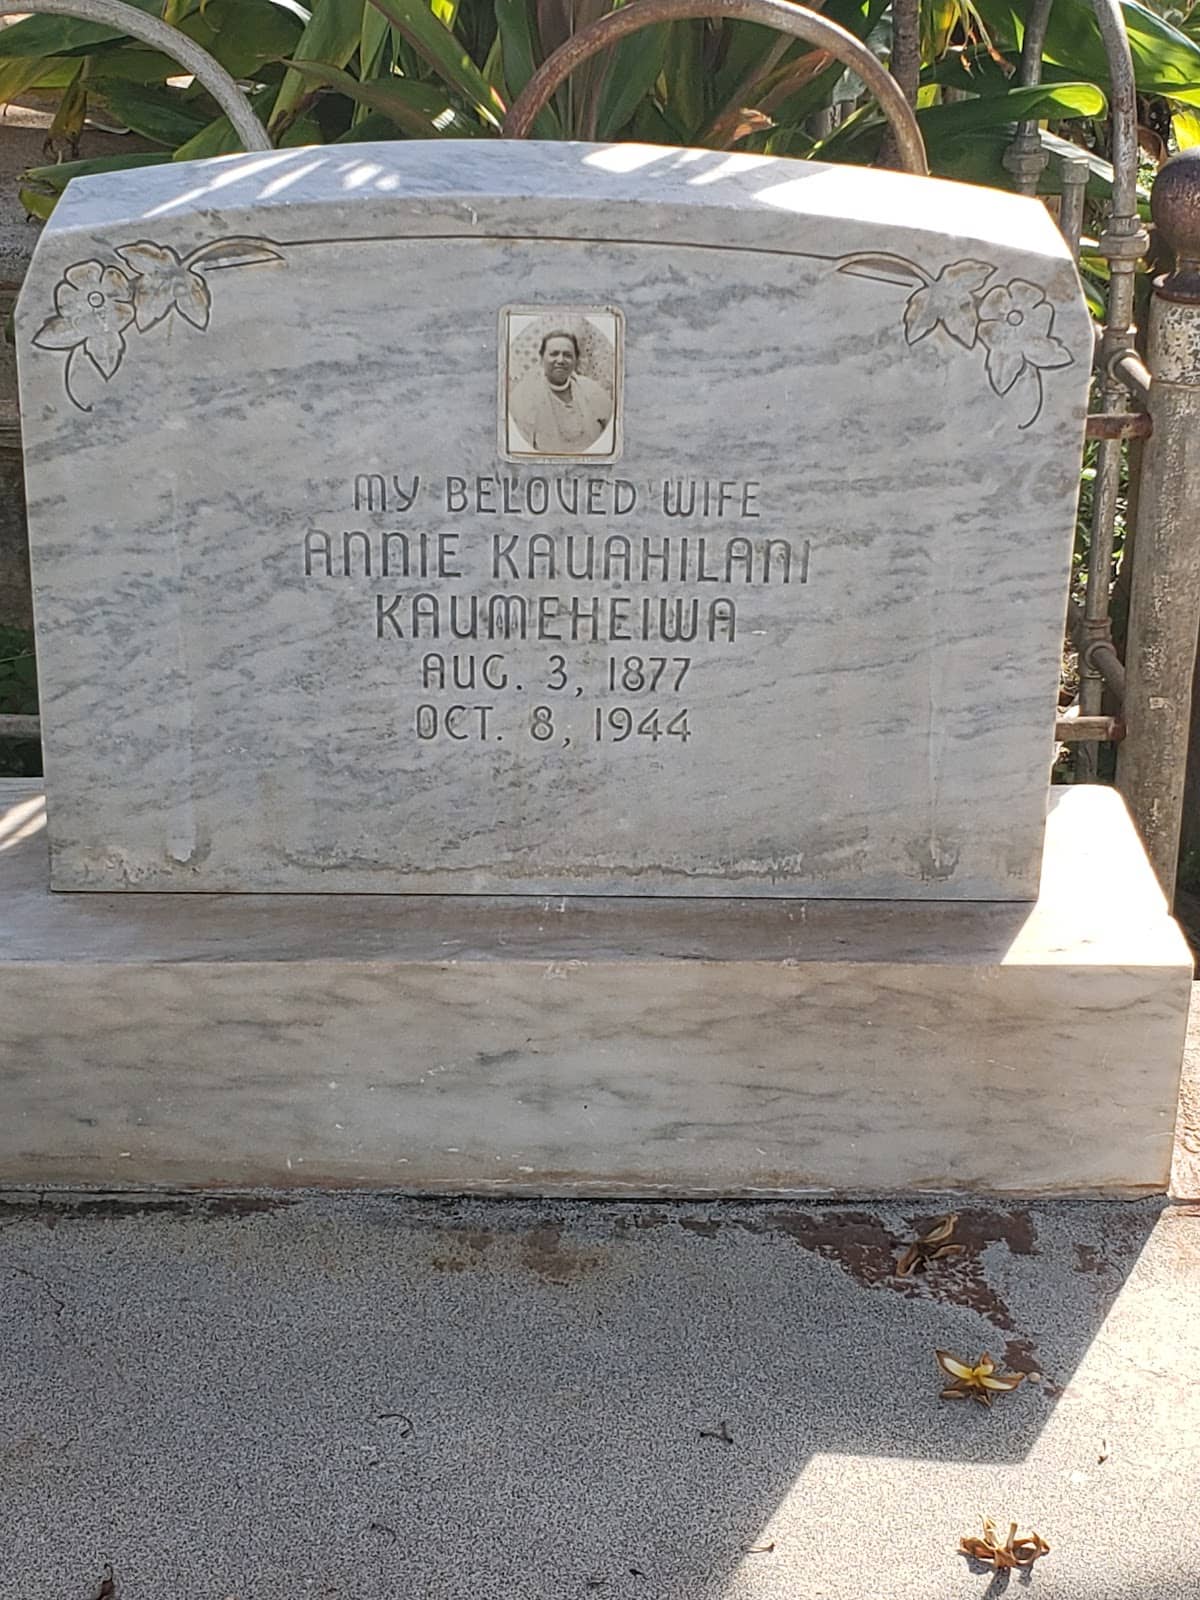 MY BELOVED WIFE
ANNIE KAUAHILANI
KAUMEHEIWA
AUG. 3, 1877
OCT. 8, 1944